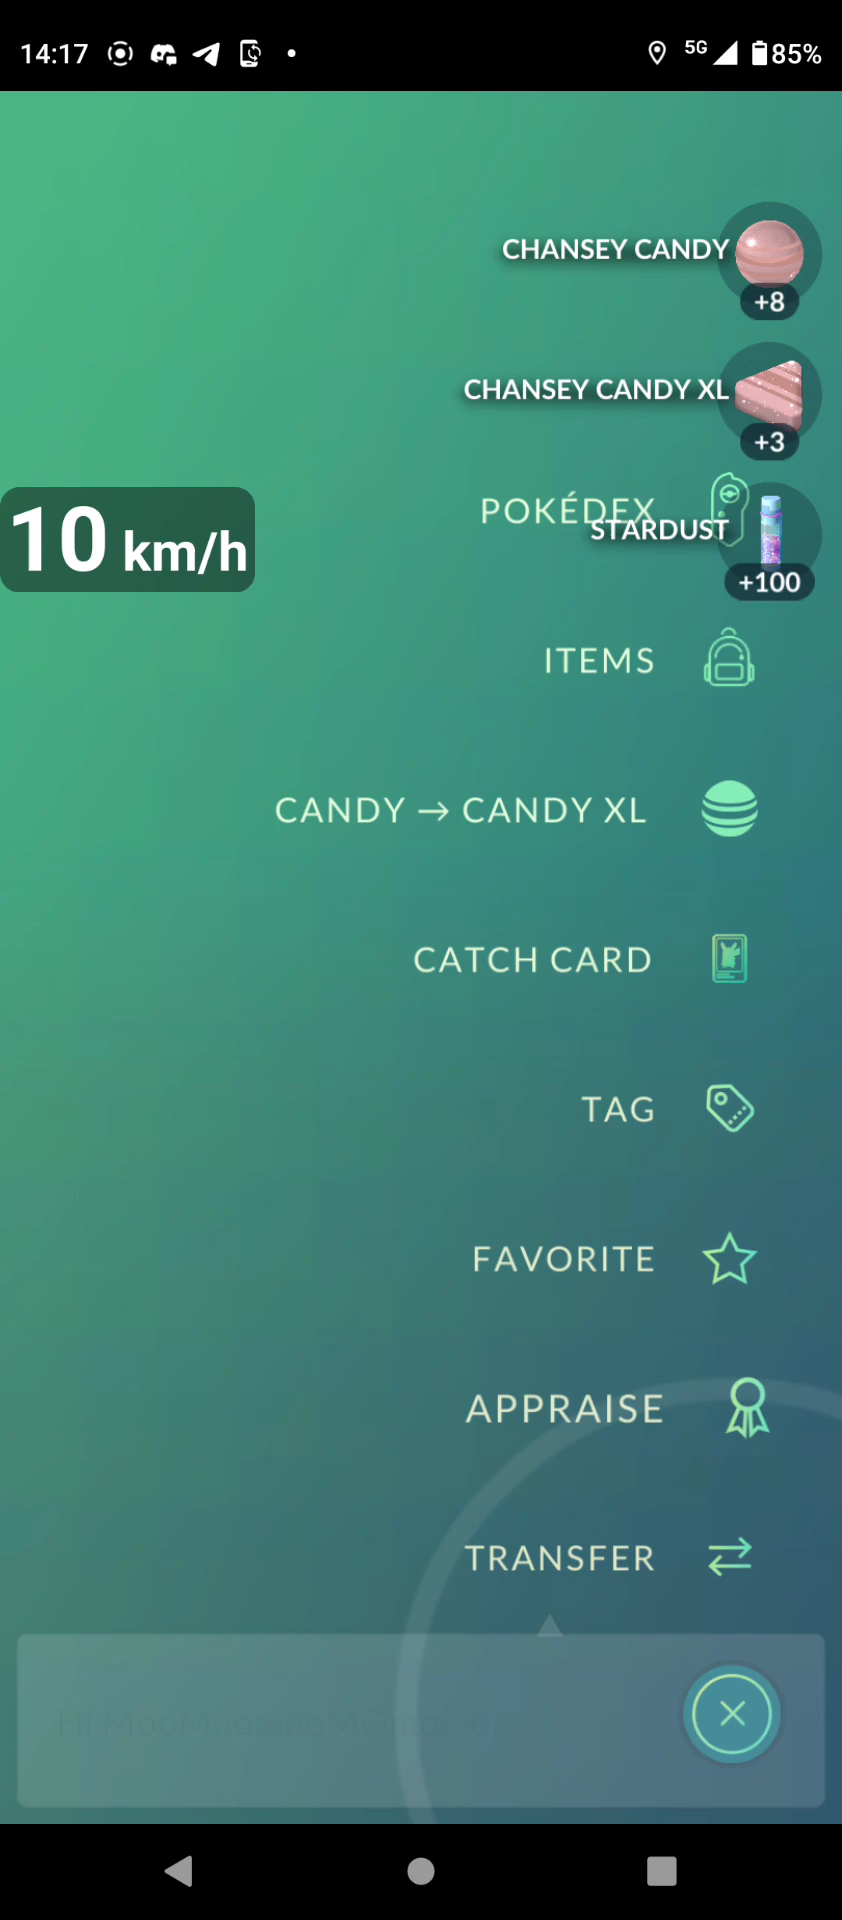 14:17
5G
85%
CHANSEY CANDY
+8
CHANSEY CANDY XL
+3
POKÉDEX
STARDUST
+100
10 km/h
ITEMS
CANDY → CANDY XL
CATCH CARD
TAG
FAVORITE
APPRAISE
TRANSFER